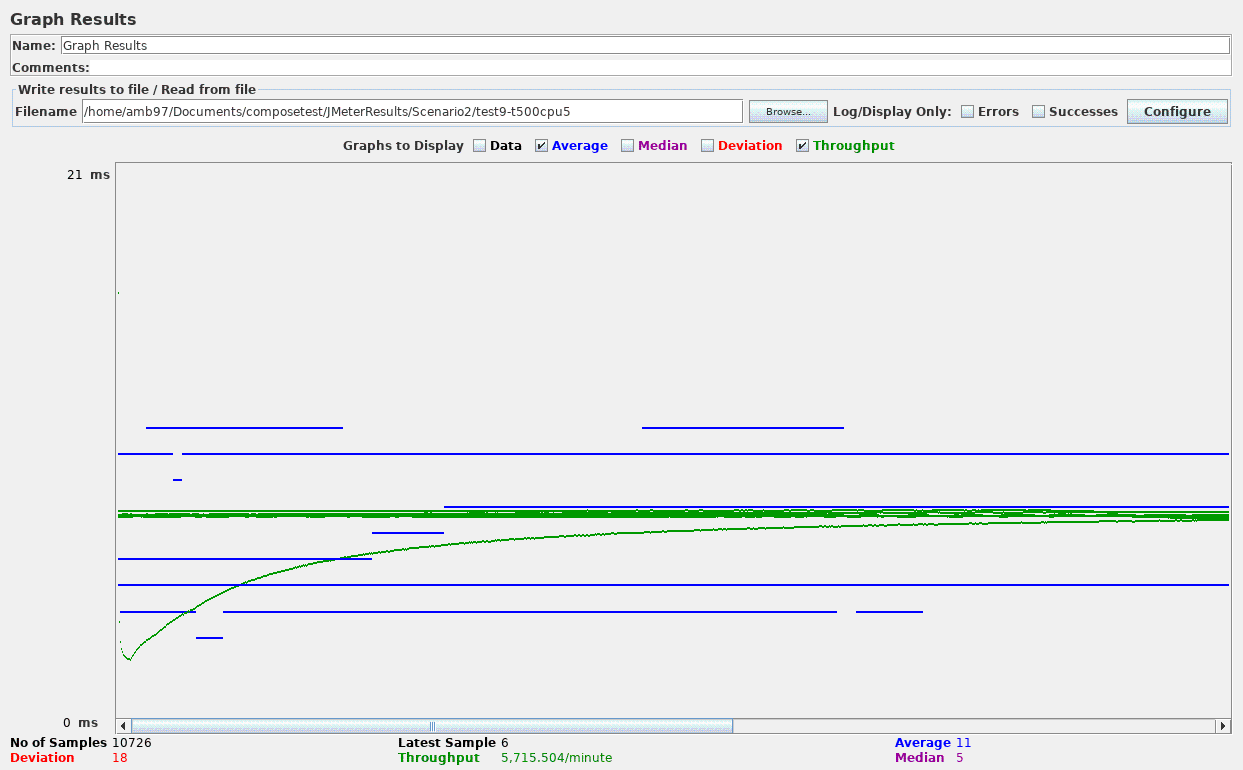 Graph Results
Name: Graph Results
Comments:
Write results to file / Read from file
Filename /home/amb97/Documents/composetest/JMeterResults/Scenario2/test9-t500cpu5 Browse... Log/Display Only: Errors Successes Configure
Graphs to Display Data Average Median Deviation Throughput
21 ms
0 ms
No of Samples 10726 Latest Sample 6 Average 11
Deviation 18 Throughput 5,715.504/minute Median 5